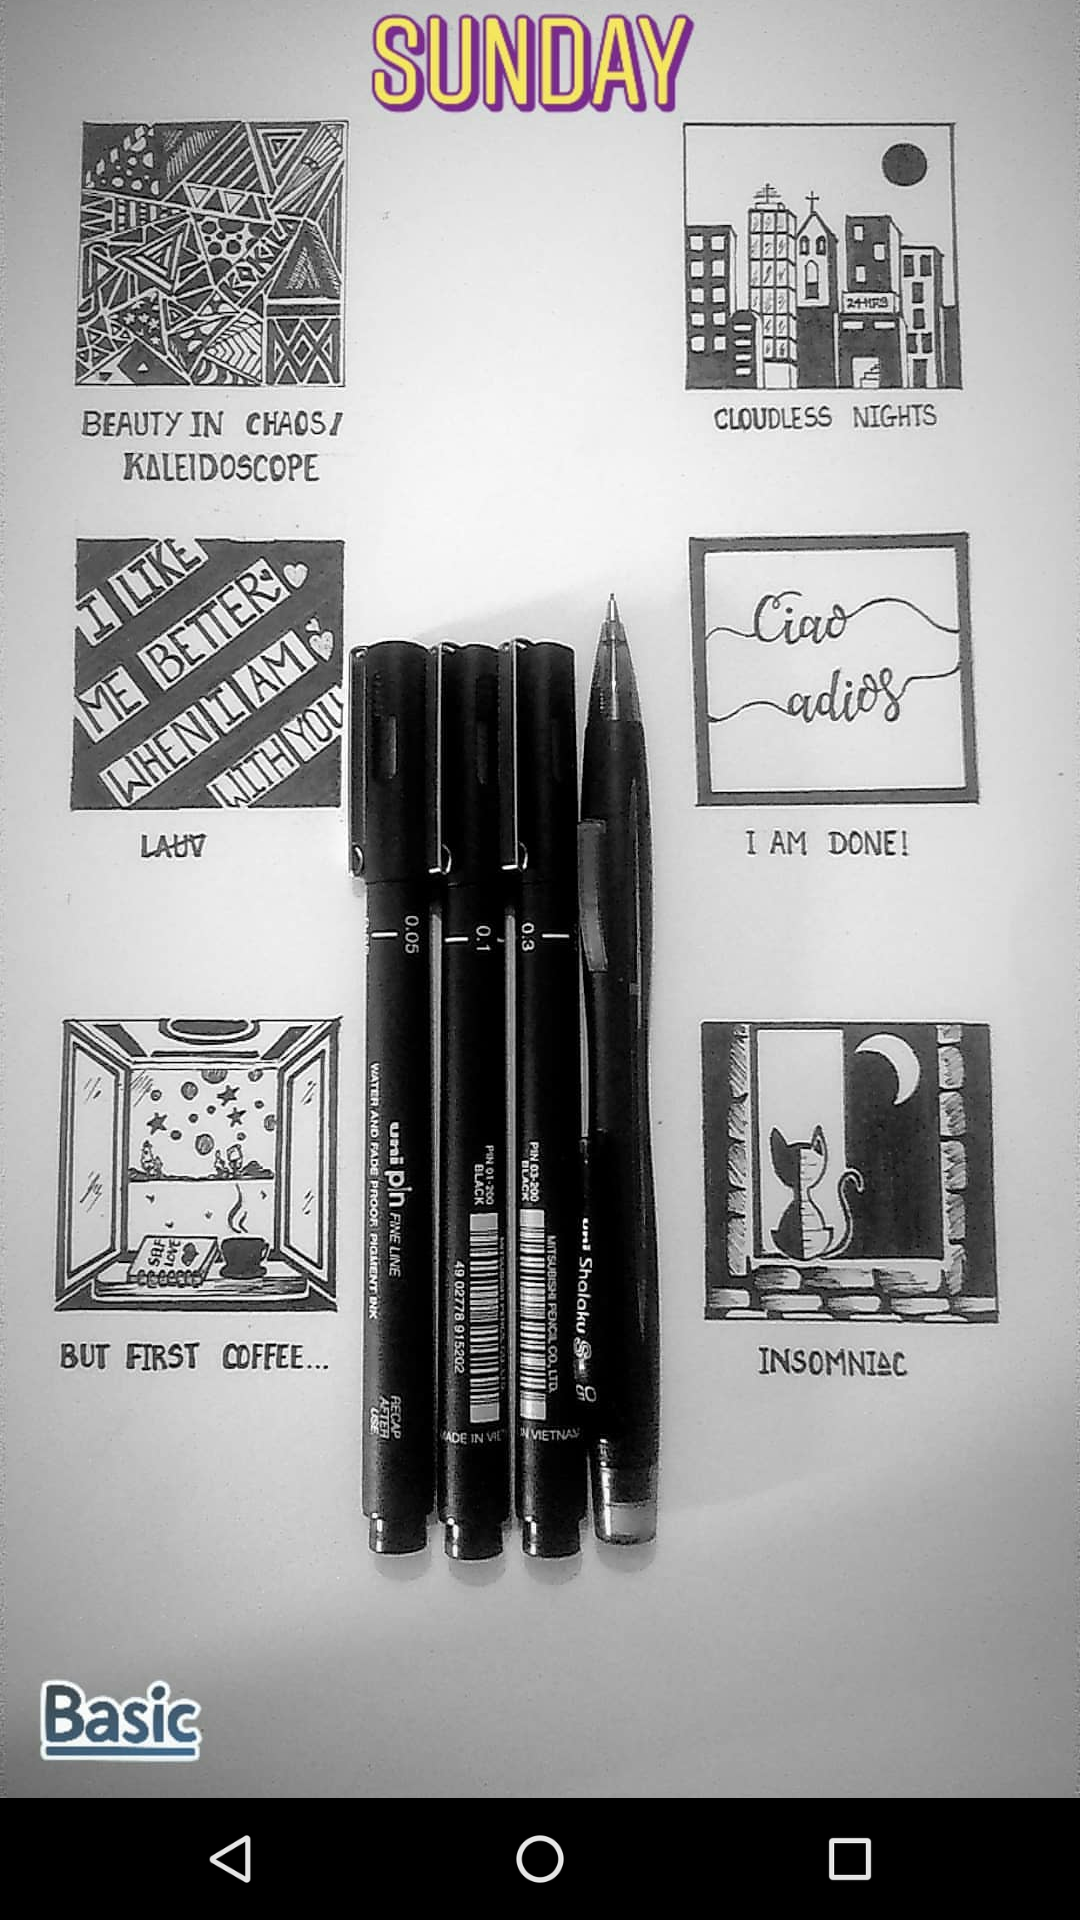 SUNDAY
BEAUTY IN CHAOS/
KALEIDOSCOPE
24HRS
CLOUDLESS NIGHTS
I LIKE
ME BETTER
WHEN I AM
WITH YOU
LAUV
Ciao
adios
I AM DONE!
0.05
0.1
0.3
uni pin FINE LINE
WATER AND FADE PROOF PIGMENT INK
RECAP
AFTER
USE
PIN 01-200
BLACK
49 02778 915202
MADE IN VIET
PIN 03-200
BLACK
MITSUBISHI PENCIL CO., LTD.
IN VIETNAM
uni Shalaku S
05
SELF
LOVE
BUT FIRST COFFEE...
INSOMNIAC
Basic